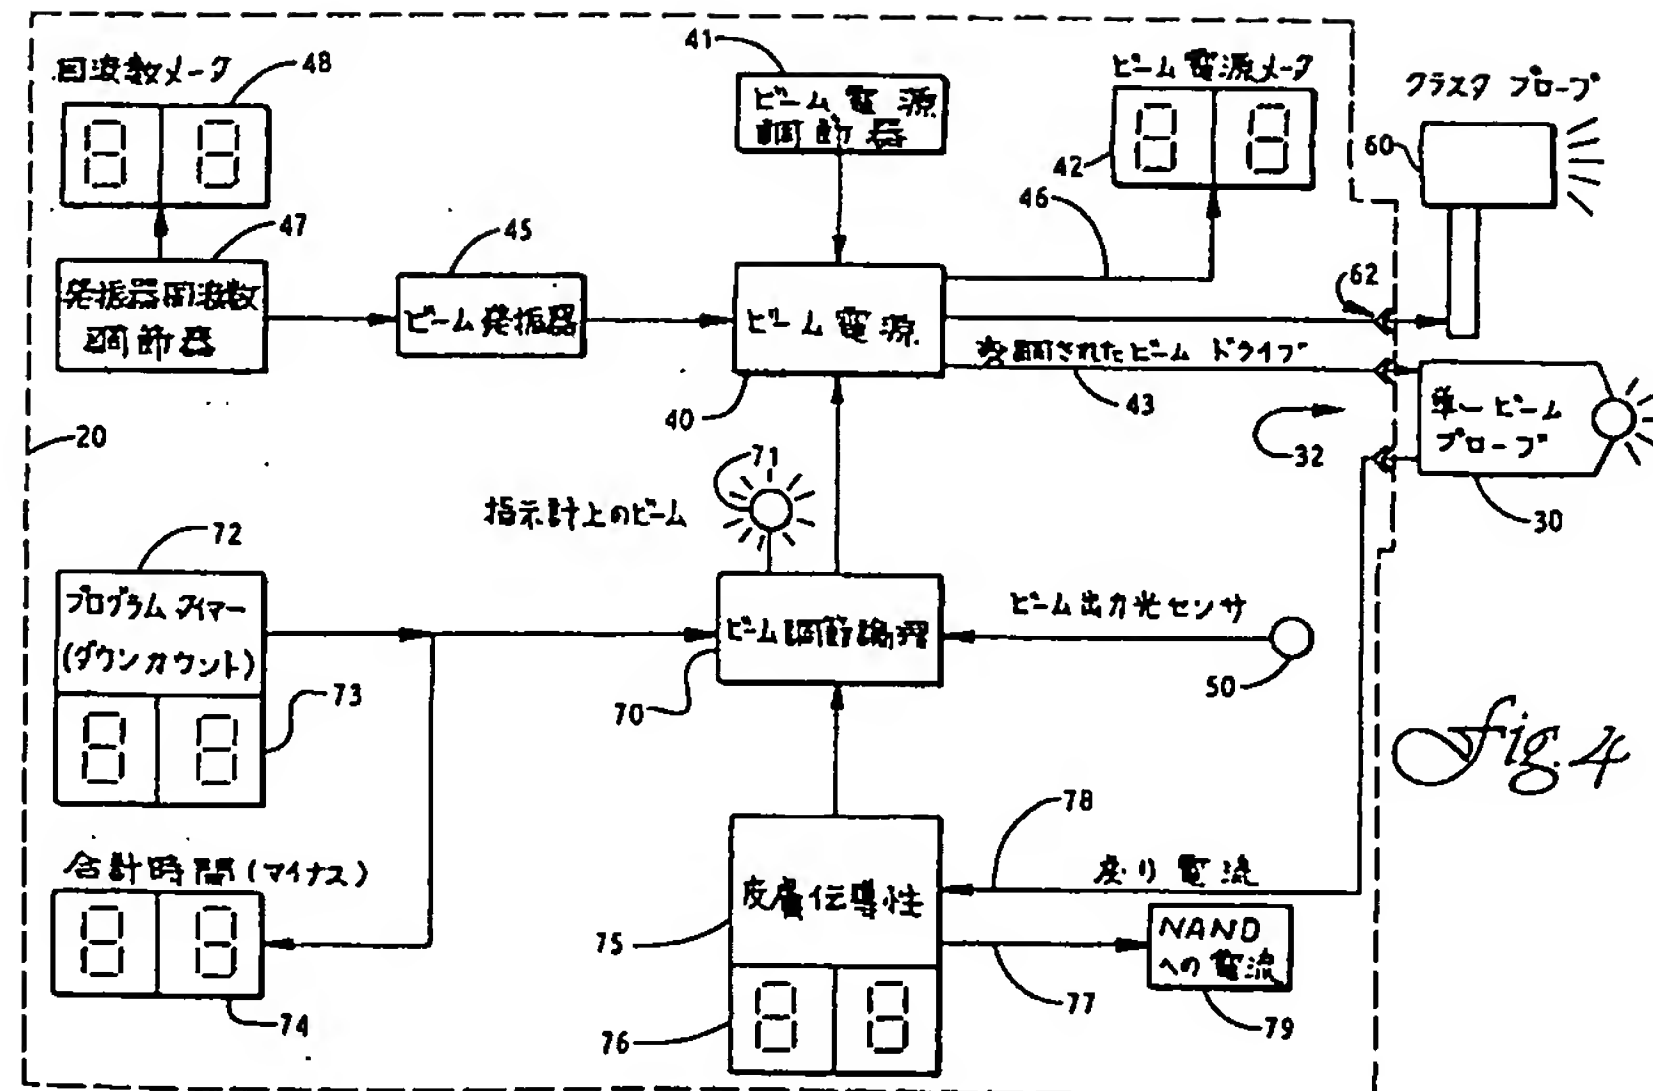 周波数メータ
48
41
ビーム電源
調節器
ビーム電源メータ
42
クラスタ プローブ
60
47
発振器周波数
調節器
45
ビーム発振器
46
ビーム電源
40
62
変調されたビーム ドライブ
43
32
単一ビーム
プローブ
30
20
71
指示計上のビーム
72
プログラムタイマー
(ダウンカウント)
73
ビーム調節論理
70
ビーム出力光センサ
50
fig. 4
合計時間(マイナス)
74
78
戻り電流
皮膚伝導性
75
76
77
NAND
への電流
79